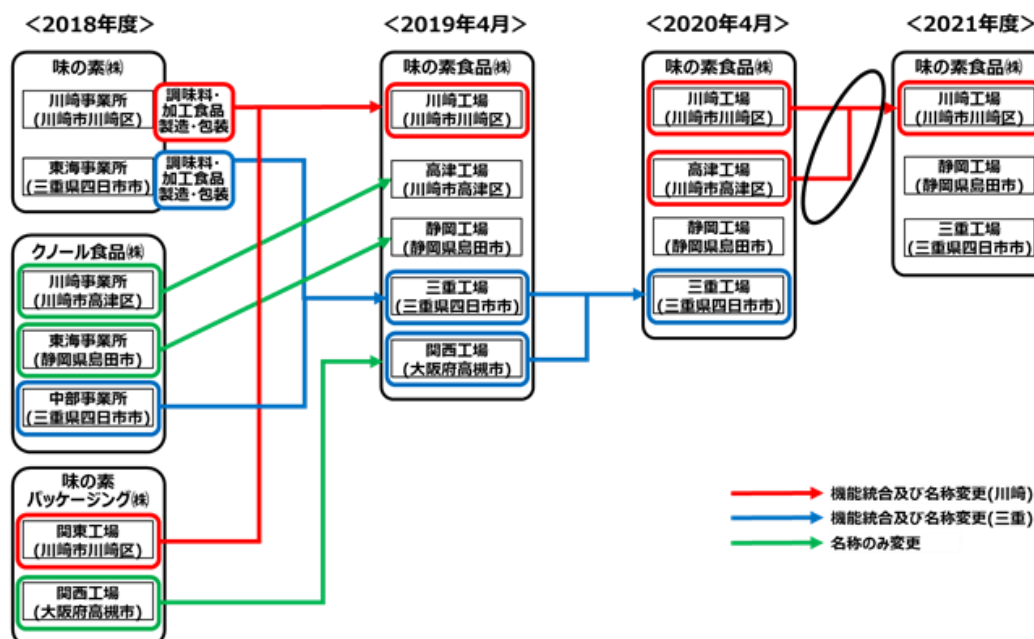 <2018年度>
味の素㈱
川崎事業所
(川崎市川崎区)
調味料・
加工食品
製造・包装
東海事業所
(三重県四日市市)
調味料・
加工食品
製造・包装
クノール食品㈱
川崎事業所
(川崎市高津区)
東海事業所
(静岡県島田市)
中部事業所
(三重県四日市市)
味の素
パッケージング㈱
関東工場
(川崎市川崎区)
関西工場
(大阪府高槻市)
<2019年4月>
味の素食品㈱
川崎工場
(川崎市川崎区)
高津工場
(川崎市高津区)
静岡工場
(静岡県島田市)
三重工場
(三重県四日市市)
関西工場
(大阪府高槻市)
<2020年4月>
味の素食品㈱
川崎工場
(川崎市川崎区)
高津工場
(川崎市高津区)
静岡工場
(静岡県島田市)
三重工場
(三重県四日市市)
<2021年度>
味の素食品㈱
川崎工場
(川崎市川崎区)
静岡工場
(静岡県島田市)
三重工場
(三重県四日市市)
機能統合及び名称変更(川崎)
機能統合及び名称変更(三重)
名称のみ変更